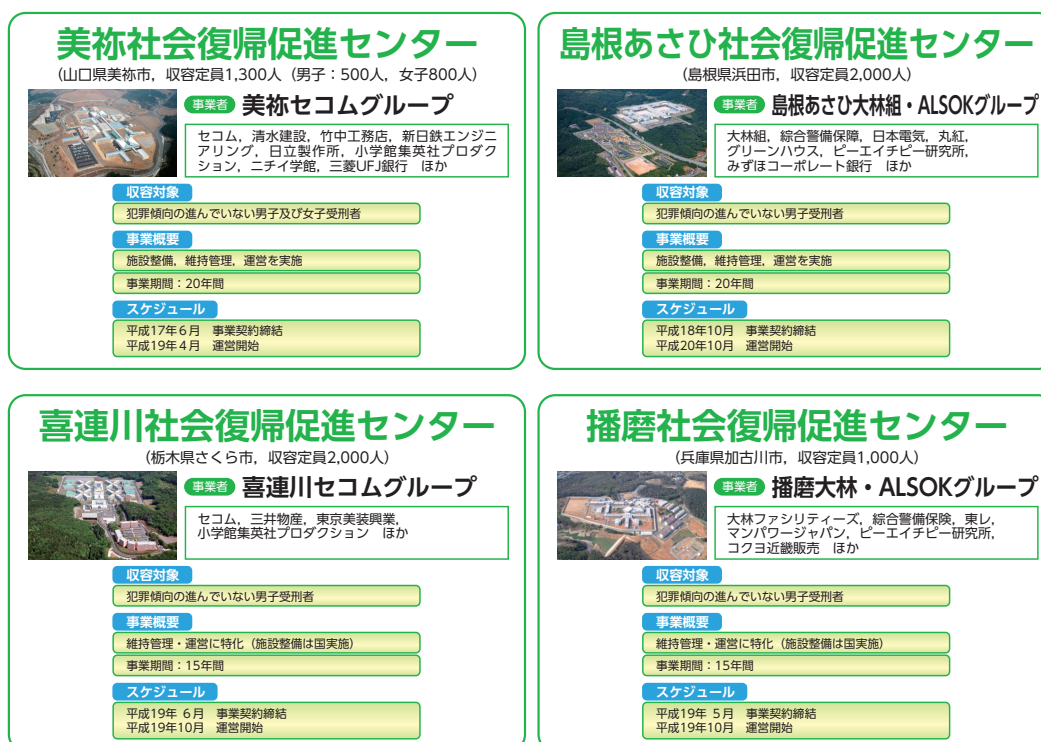 美祢社会復帰促進センター
（山口県美祢市，収容定員1,300人（男子：500人，女子800人）
事業者 美祢セコムグループ
セコム，清水建設，竹中工務店，新日鉄エンジニ
アリング，日立製作所，小学館集英社プロダク
ション，ニチイ学館，三菱UFJ銀行　ほか
収容対象
犯罪傾向の進んでいない男子及び女子受刑者
事業概要
施設整備，維持管理，運営を実施
事業期間：20年間
スケジュール
平成17年６月　事業契約締結
平成19年４月　運営開始
島根あさひ社会復帰促進センター
（島根県浜田市，収容定員2,000人）
事業者 島根あさひ大林組・ALSOKグループ
大林組，綜合警備保障，日本電気，丸紅，
グリーンハウス，ピーエイチピー研究所，
みずほコーポレート銀行　ほか
収容対象
犯罪傾向の進んでいない男子受刑者
事業概要
施設整備，維持管理，運営を実施
事業期間：20年間
スケジュール
平成18年10月　事業契約締結
平成20年10月　運営開始
喜連川社会復帰促進センター
（栃木県さくら市，収容定員2,000人）
事業者 喜連川セコムグループ
セコム，三井物産，東京美装興業，
小学館集英社プロダクション　ほか
収容対象
犯罪傾向の進んでいない男子受刑者
事業概要
維持管理・運営に特化（施設整備は国実施）
事業期間：15年間
スケジュール
平成19年 ６月　事業契約締結
平成19年10月　運営開始
播磨社会復帰促進センター
（兵庫県加古川市，収容定員1,000人）
事業者 播磨大林・ALSOKグループ
大林ファシリティーズ，綜合警備保険，東レ，
マンパワージャパン，ピーエイチピー研究所，
コクヨ近畿販売　ほか
収容対象
犯罪傾向の進んでいない男子受刑者
事業概要
維持管理・運営に特化（施設整備は国実施）
事業期間：15年間
スケジュール
平成19年 ５月　事業契約締結
平成19年10月　運営開始